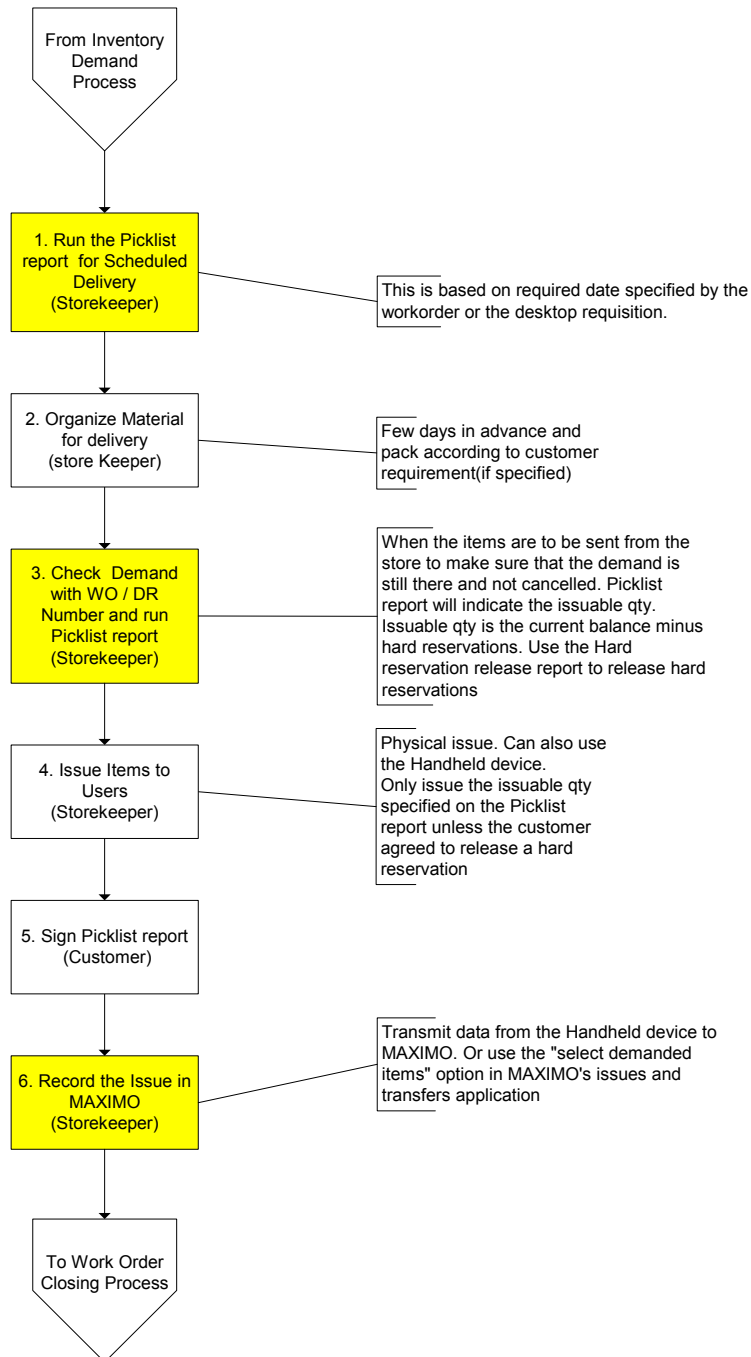 From Inventory
Demand
Process
1. Run the Picklist
report  for Scheduled
Delivery
(Storekeeper)
This is based on required date specified by the
workorder or the desktop requisition.
2. Organize Material
for delivery
(store Keeper)
Few days in advance and
pack according to customer
requirement(if specified)
3. Check  Demand
with WO / DR
Number and run
Picklist report
(Storekeeper)
When the items are to be sent from the
store to make sure that the demand is
still there and not cancelled. Picklist
report will indicate the issuable qty.
Issuable qty is the current balance minus
hard reservations. Use the Hard
reservation release report to release hard
reservations
4. Issue Items to
Users
(Storekeeper)
Physical issue. Can also use
the Handheld device.
Only issue the issuable qty
specified on the Picklist
report unless the customer
agreed to release a hard
reservation
5. Sign Picklist report
(Customer)
6. Record the Issue in
MAXIMO
(Storekeeper)
Transmit data from the Handheld device to
MAXIMO. Or use the "select demanded
items" option in MAXIMO's issues and
transfers application
To Work Order
Closing Process